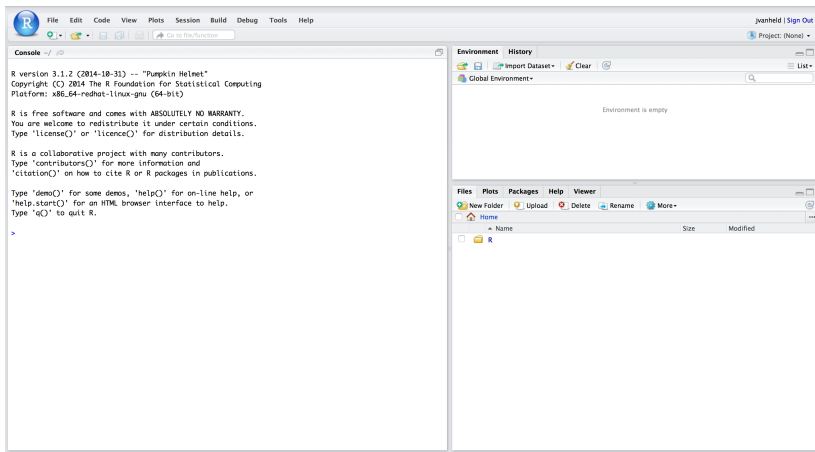 R
File Edit Code View Plots Session Build Debug Tools Help
jvanheld | Sign Out
Go to file/function
Project: (None)
Console ~/
R version 3.1.2 (2014-10-31) -- "Pumpkin Helmet"
Copyright (C) 2014 The R Foundation for Statistical Computing
Platform: x86_64-redhat-linux-gnu (64-bit)
R is free software and comes with ABSOLUTELY NO WARRANTY.
You are welcome to redistribute it under certain conditions.
Type 'license()' or 'licence()' for distribution details.
R is a collaborative project with many contributors.
Type 'contributors()' for more information and
'citation()' on how to cite R or R packages in publications.
Type 'demo()' for some demos, 'help()' for on-line help, or
'help.start()' for an HTML browser interface to help.
Type 'q()' to quit R.
>
Environment History
Import Dataset Clear List
Global Environment
Environment is empty
Files Plots Packages Help Viewer
New Folder Upload Delete Rename More
Home ...
Name Size Modified
R